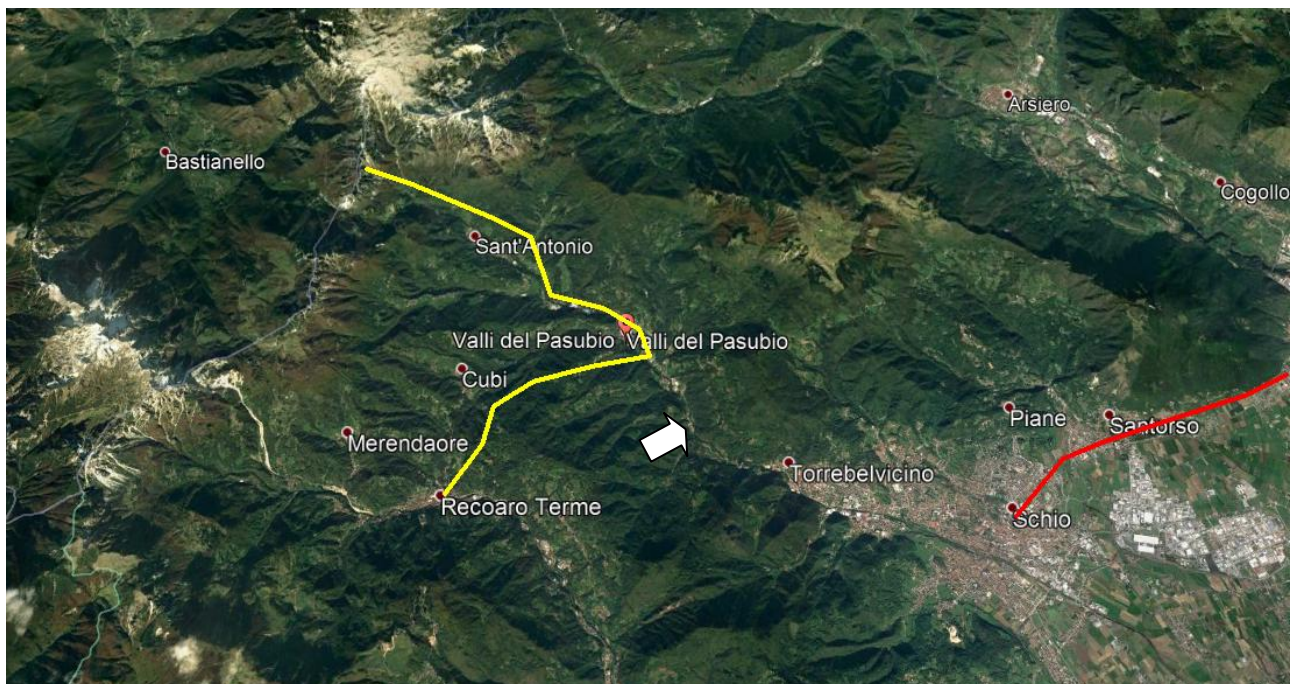 Arsiero
Bastianello
Cogollo
Sant'Antonio
Valli del Pasubio
Valli del Pasubio
Cubi
Piane
Santorso
Merendaore
Torrebelvicino
Recoaro Terme
Schio